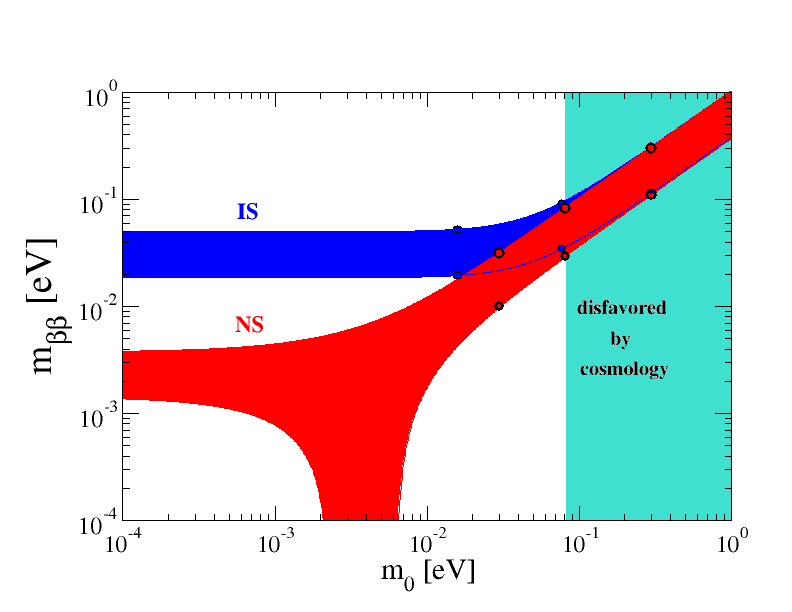 10^0
10^-1
10^-2
10^-3
10^-4
m_ββ [eV]
IS
NS
disfavored
by
cosmology
10^-4
10^-3
10^-2
10^-1
10^0
m_0 [eV]